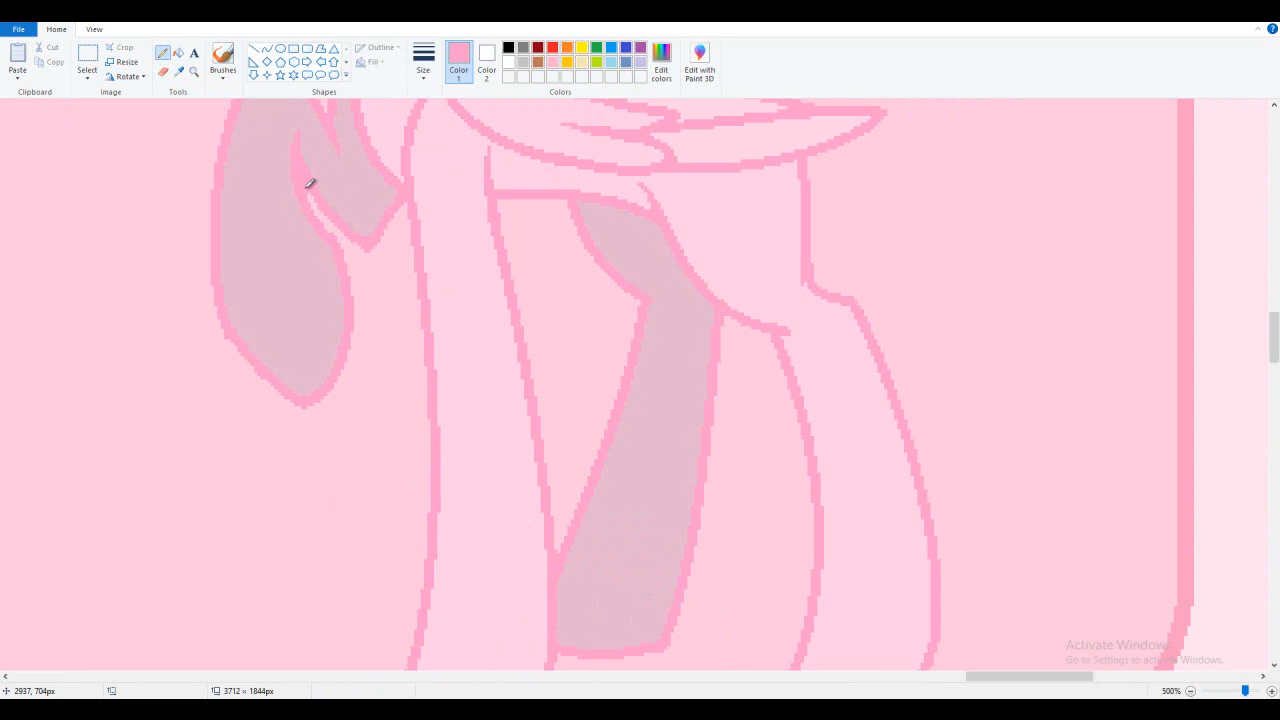 File Home View
Paste Cut Copy Clipboard
Select Crop Resize Rotate Image
Tools
Brushes
Outline Fill Shapes
Size
Color 1
Color 2
Edit colors
Edit with Paint 3D
Colors
Activate Windows
Go to Settings to activate Windows.
2937, 704px 3712 × 1844px 500%